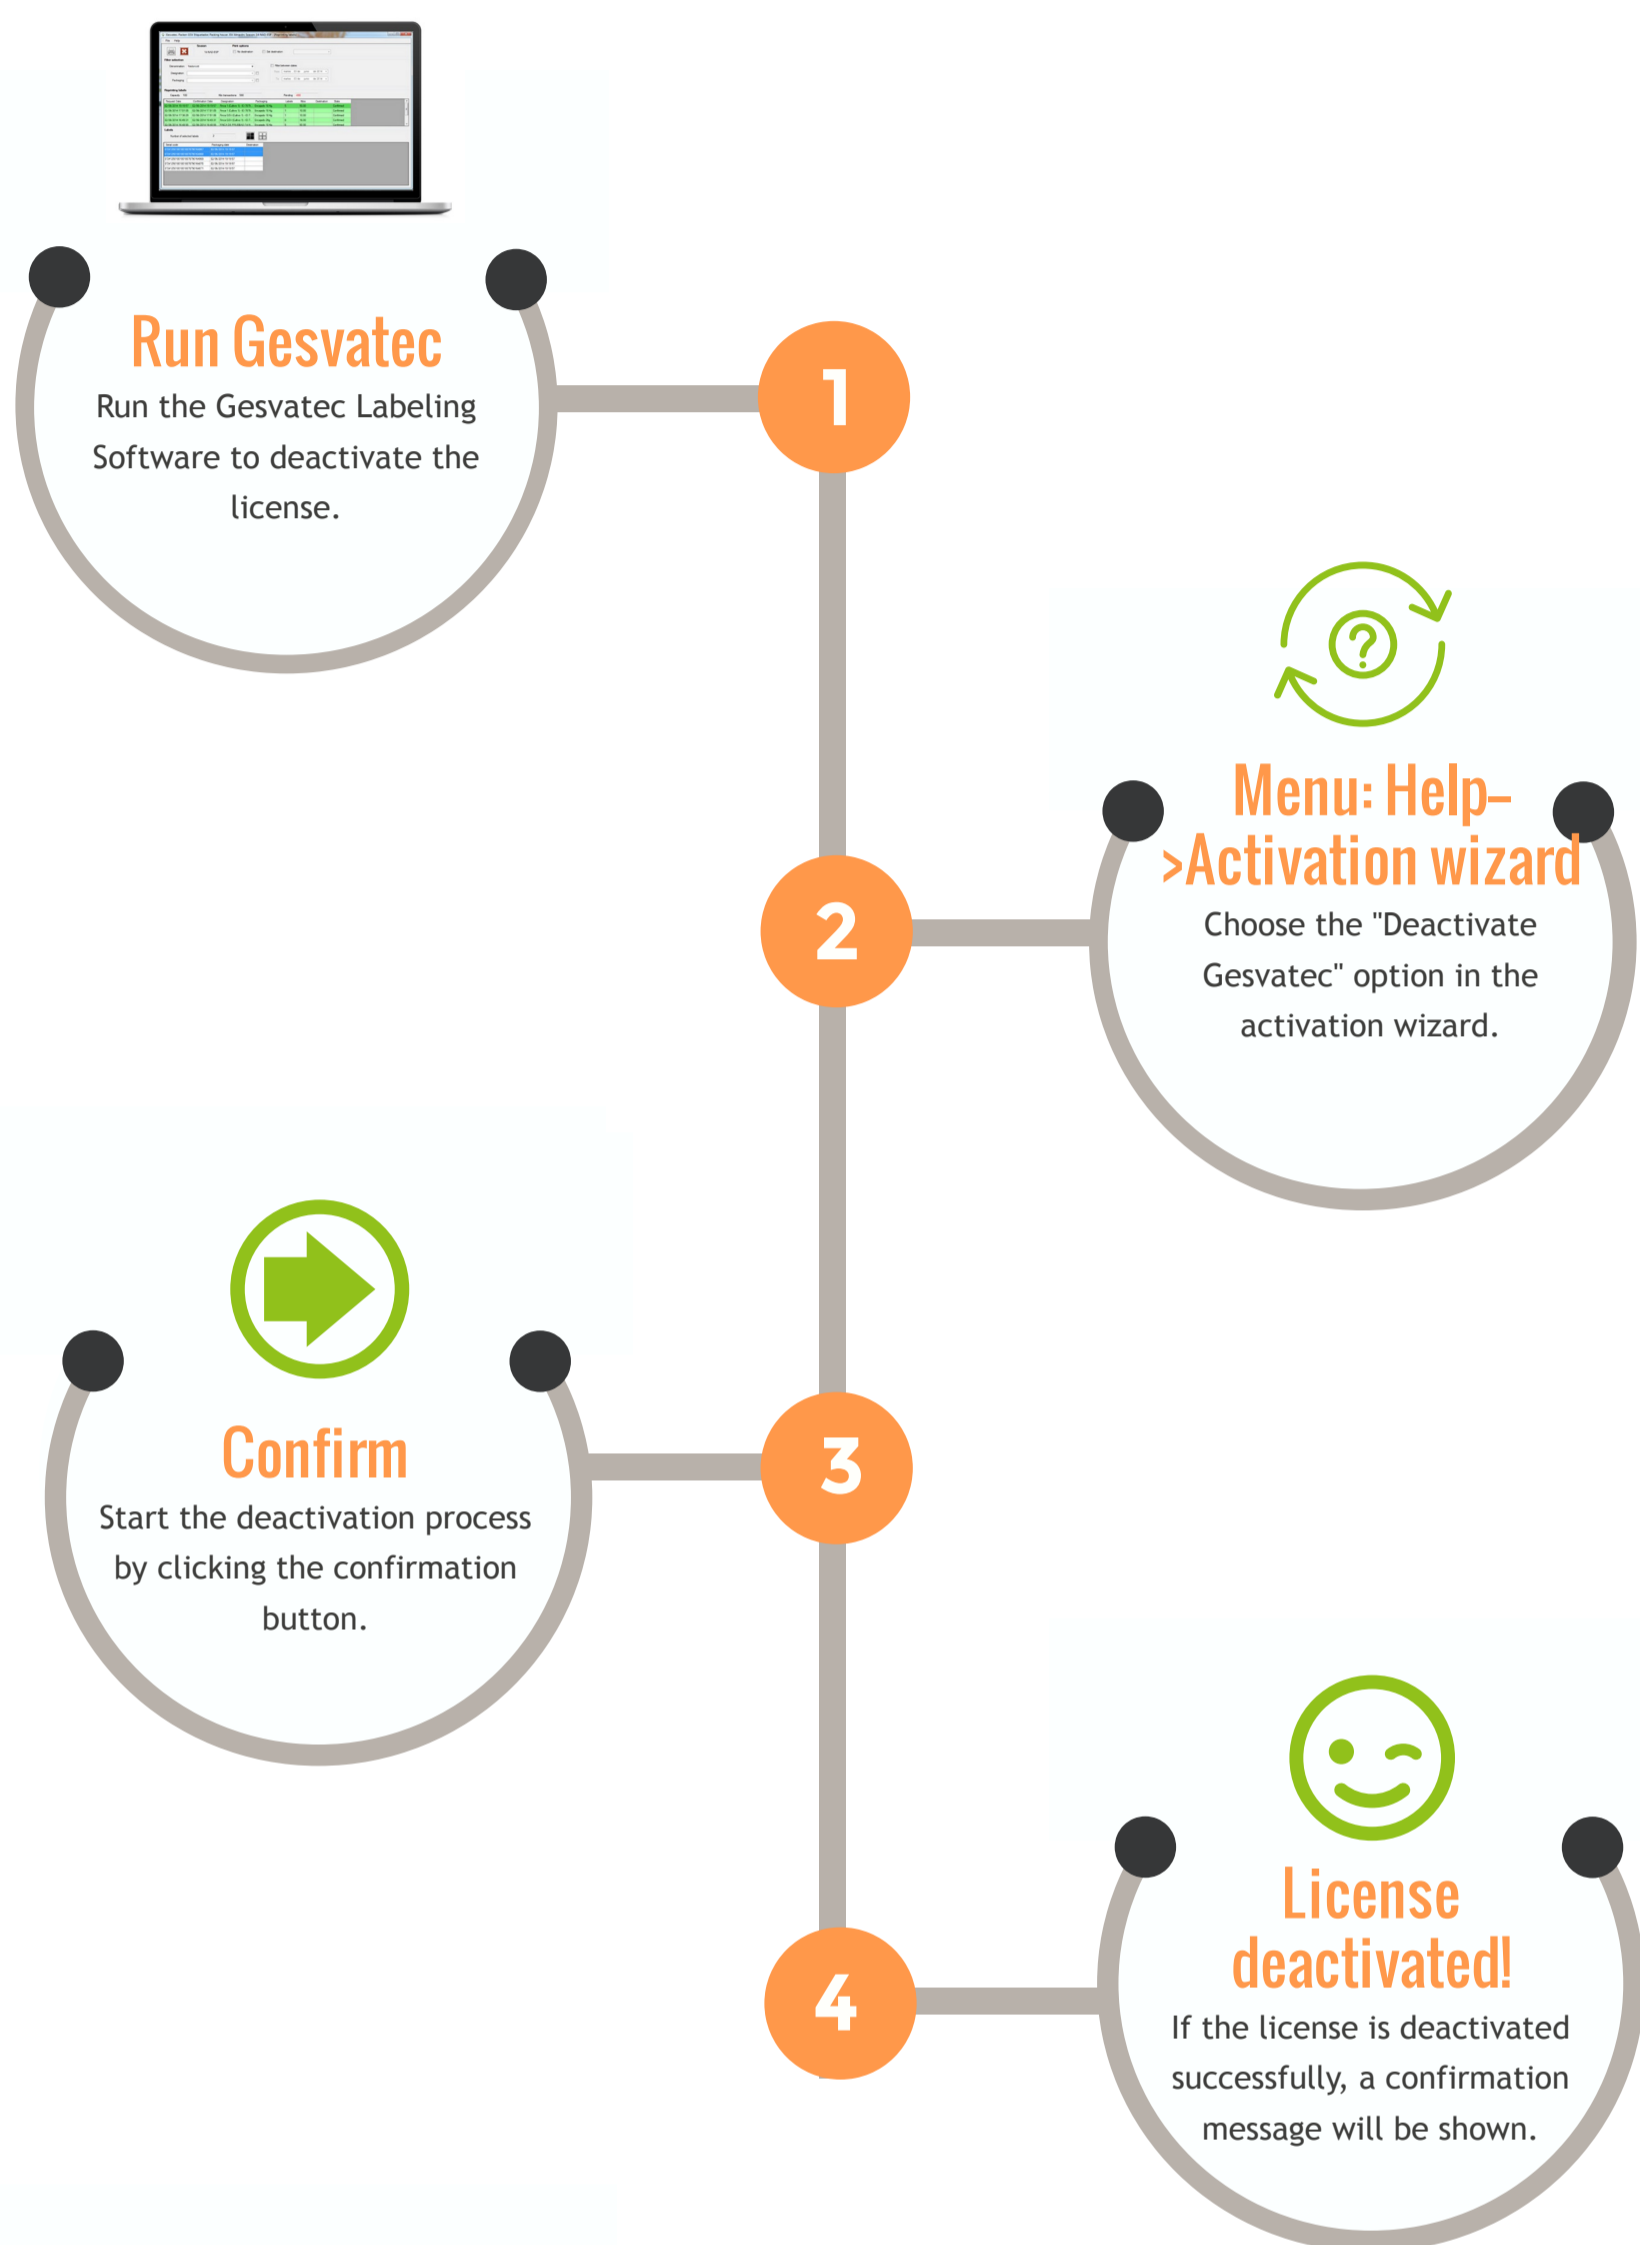 Run Gesvatec
Run the Gesvatec Labeling
Software to deactivate the
license.
1
Menu: Help–
>Activation wizard
Choose the "Deactivate
Gesvatec" option in the
activation wizard.
2
Confirm
Start the deactivation process
by clicking the confirmation
button.
3
License
deactivated!
If the license is deactivated
successfully, a confirmation
message will be shown.
4